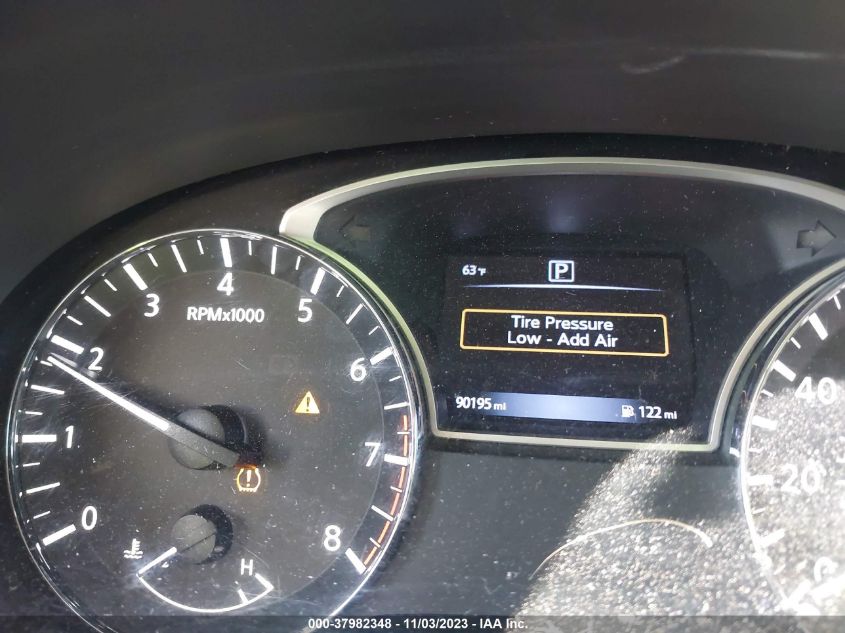 63°F P
Tire Pressure
Low - Add Air
90195 mi 122 mi
0 1 2 3 4 5 6 7 8
RPMx1000
H
40
20
000-37982348 - 11/03/2023 - IAA Inc.